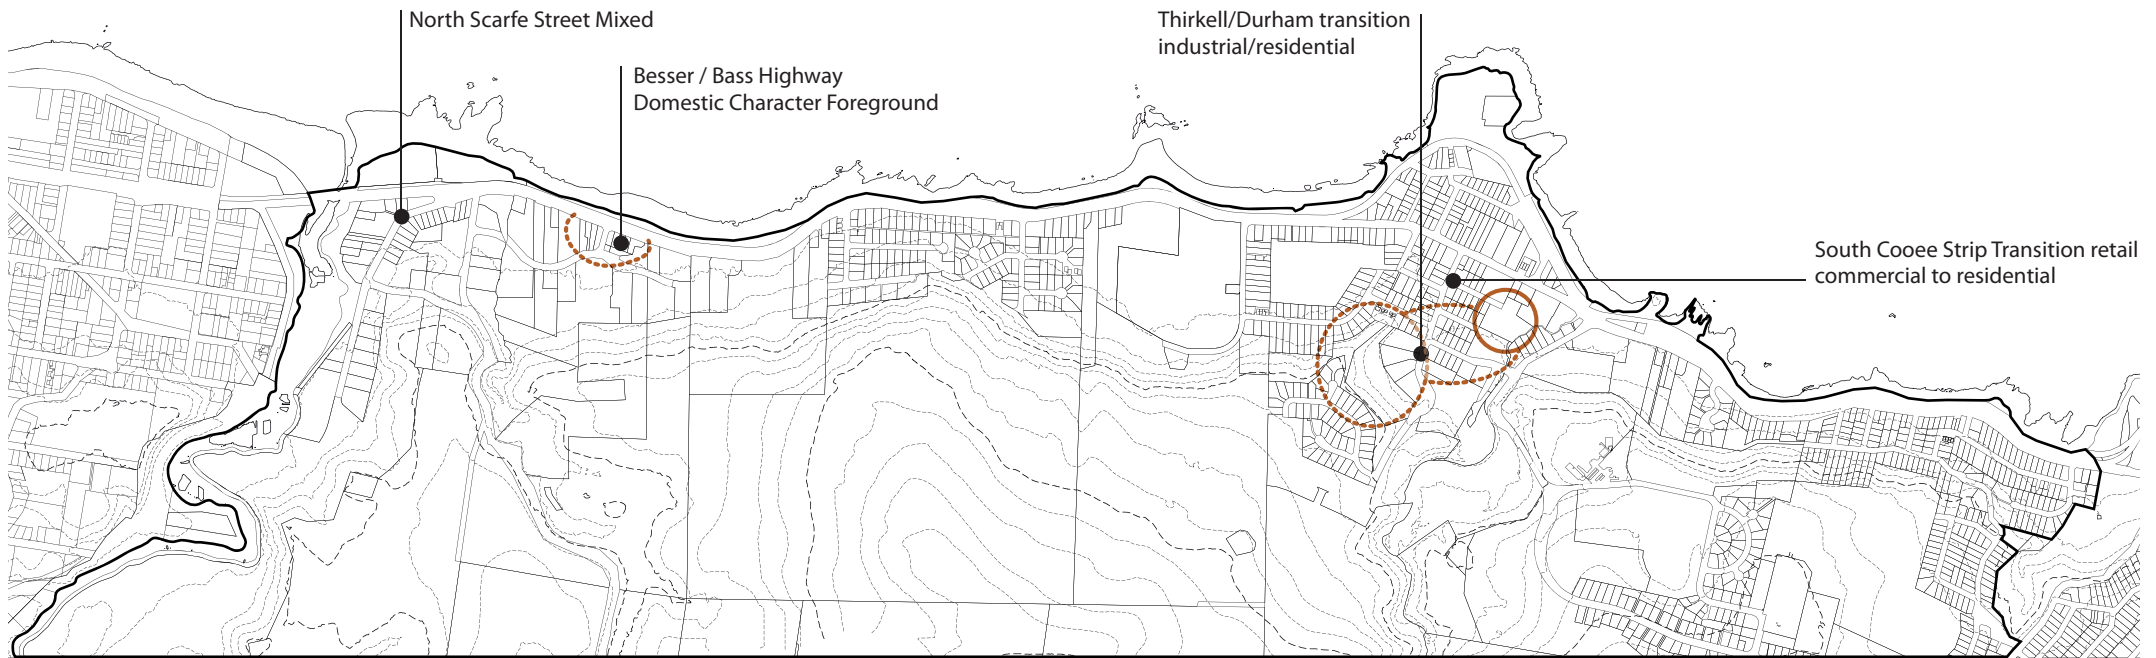 North Scarfe Street Mixed
Besser / Bass Highway
Domestic Character Foreground
Thirkell/Durham transition
industrial/residential
South Cooee Strip Transition retail
commercial to residential